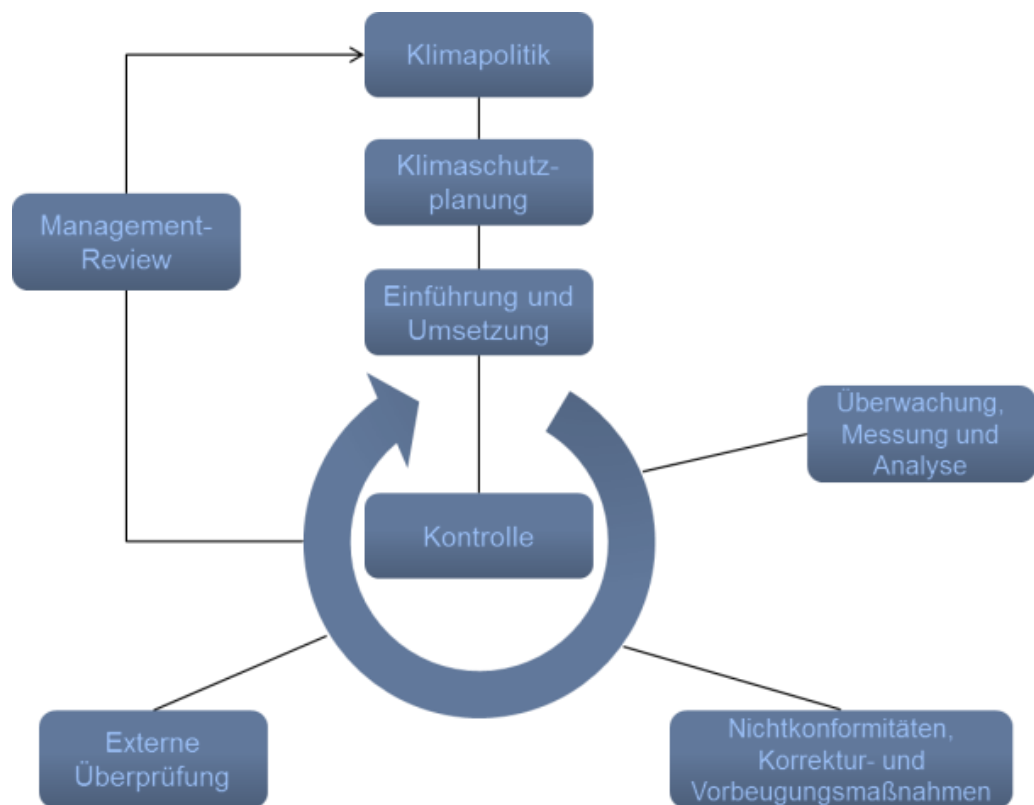 Klimapolitik
Klimaschutz-
planung
Management-
Review
Einführung und
Umsetzung
Überwachung,
Messung und
Analyse
Kontrolle
Externe
Überprüfung
Nichtkonformitäten,
Korrektur- und
Vorbeugungsmaßnahmen